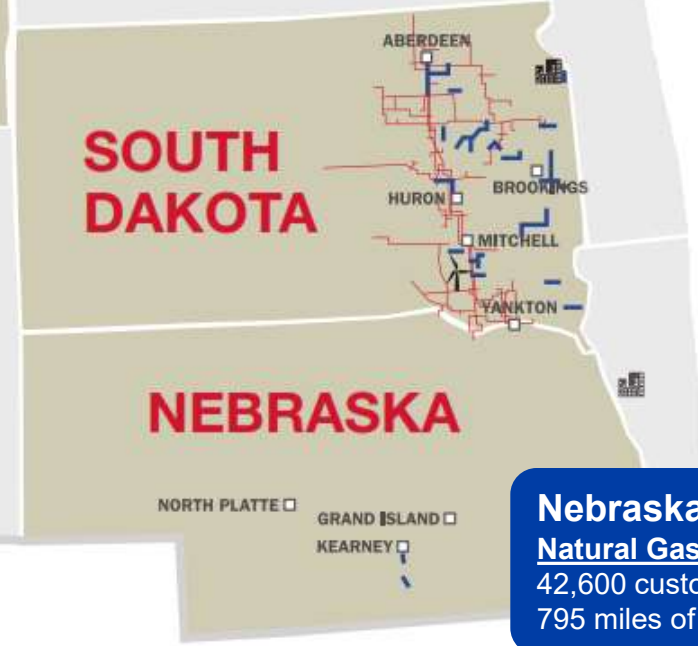 ABERDEEN
SOUTH
DAKOTA
BROOKINGS
HURON
MITCHELL
YANKTON
NEBRASKA
NORTH PLATTE
GRAND ISLAND
KEARNEY
Nebraska
Natural Gas
42,600 custo
795 miles of